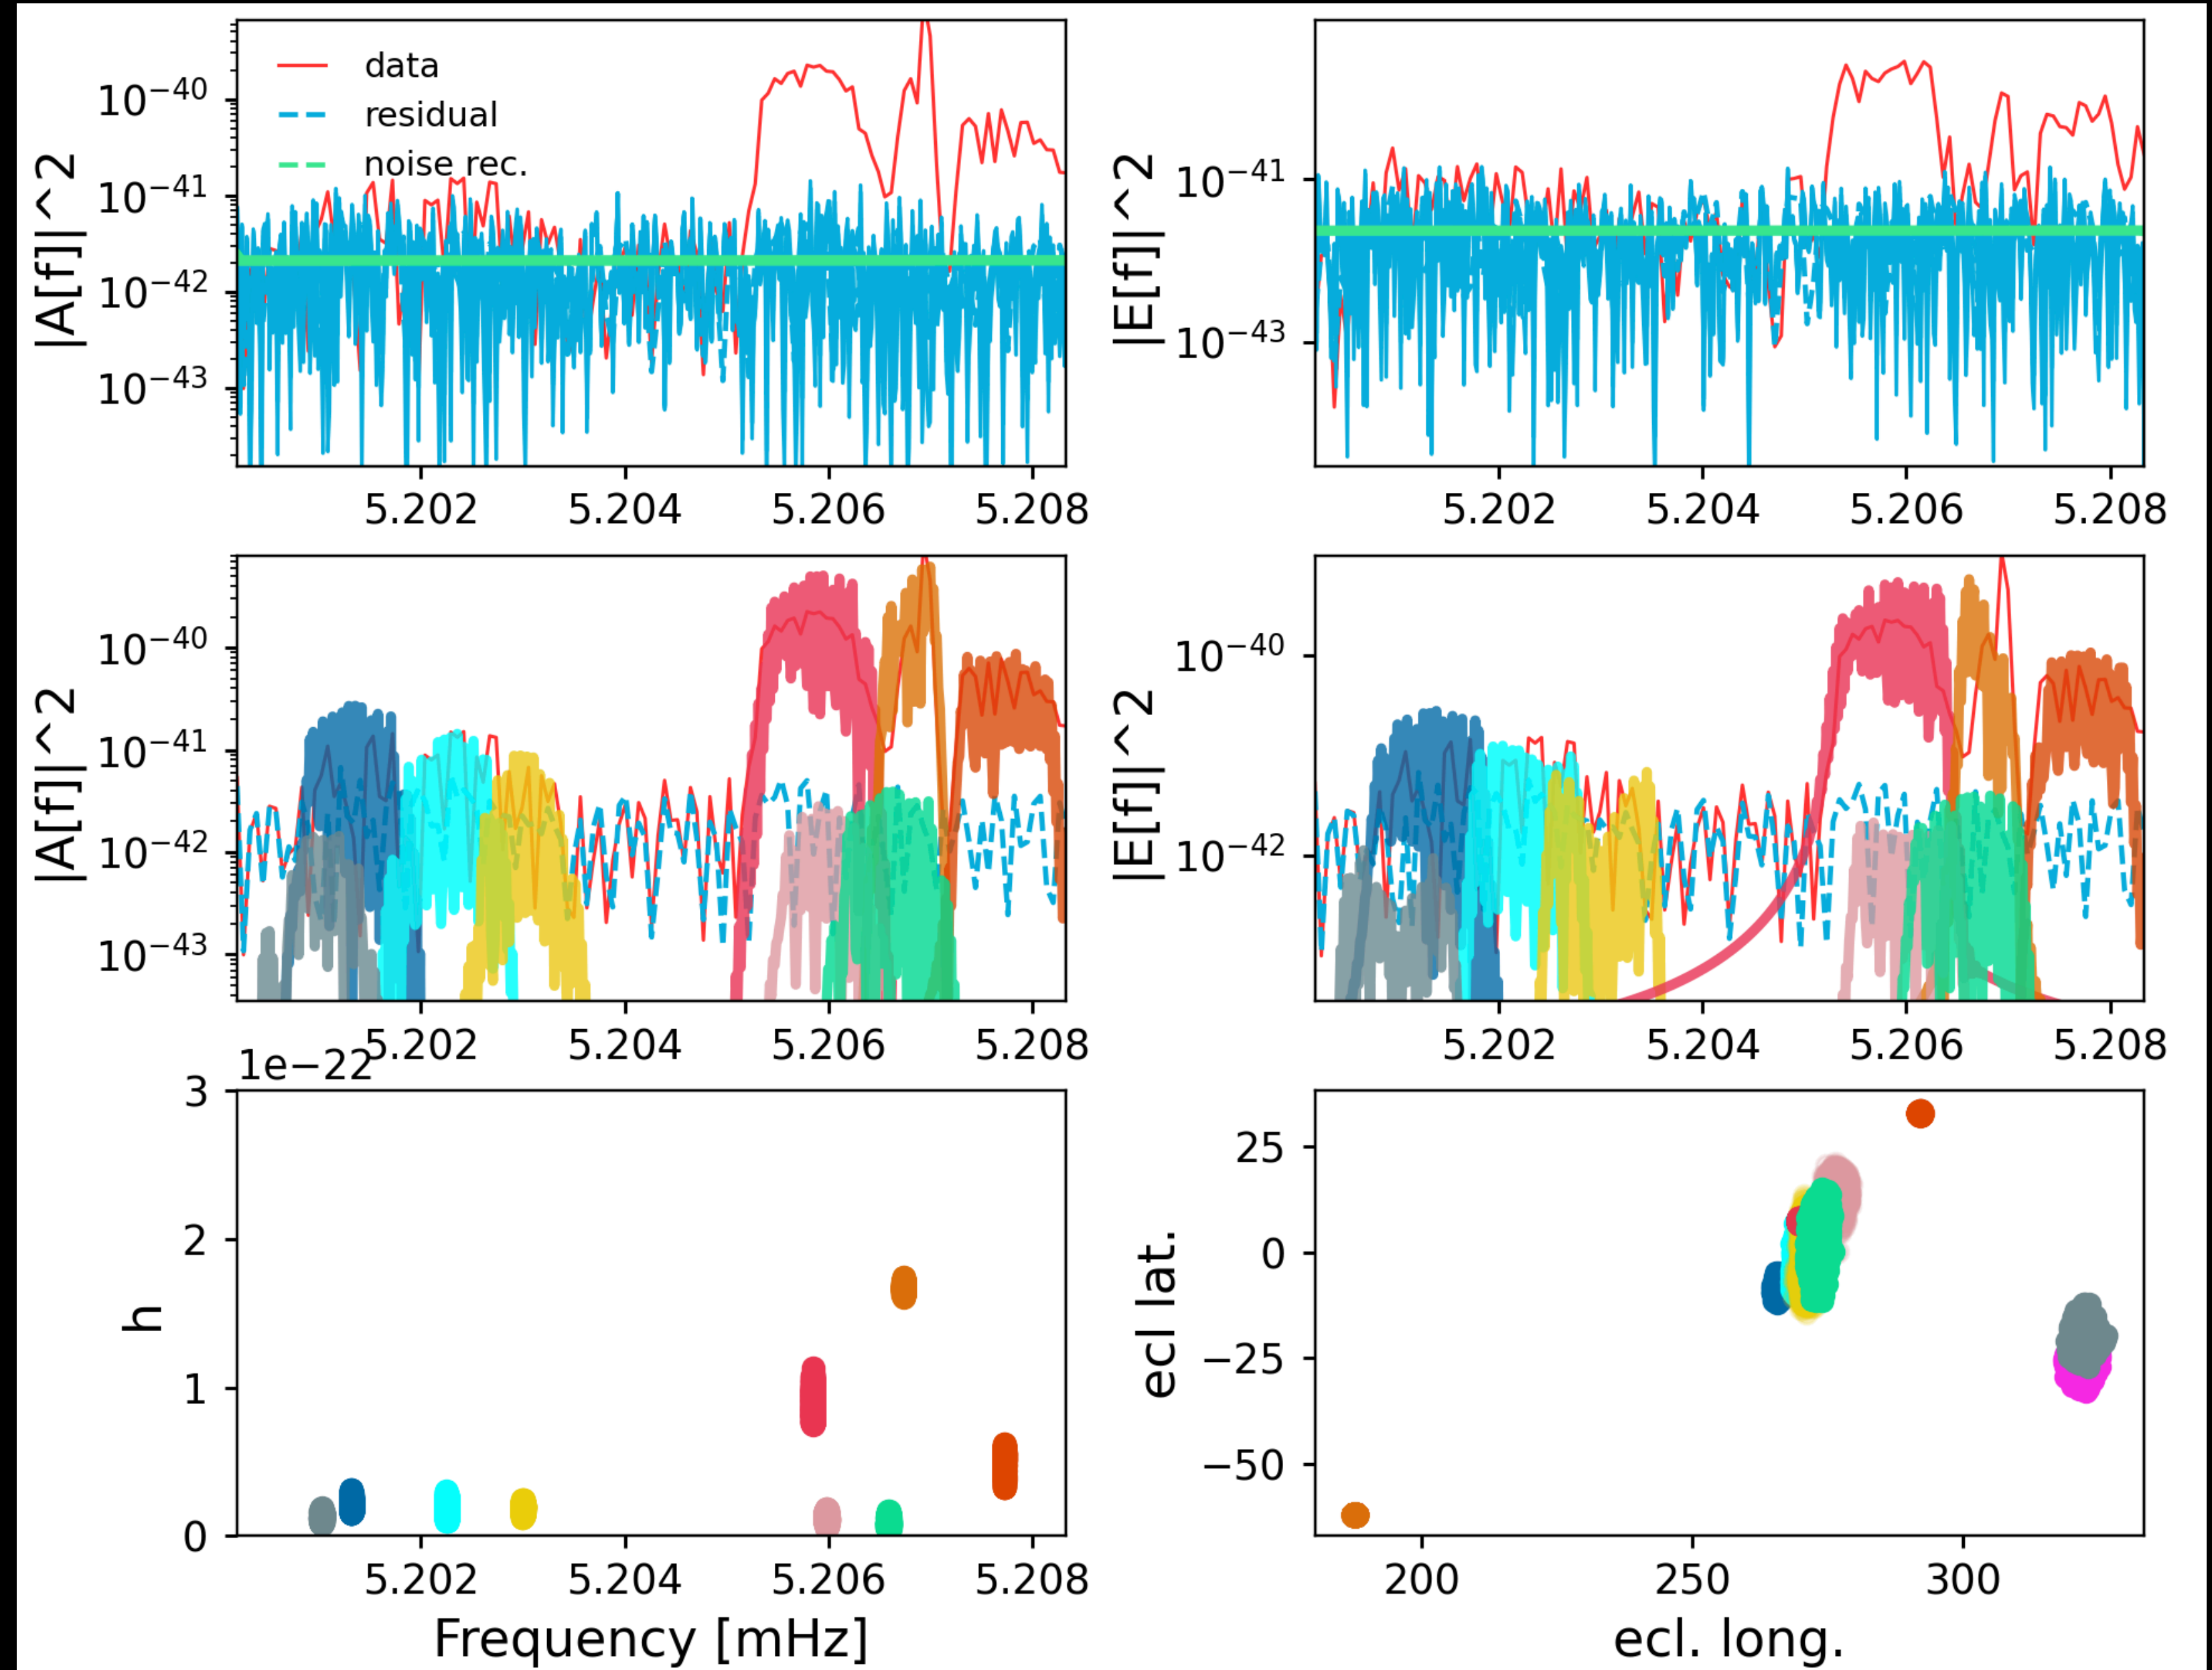 |A[f]|^2
10⁻⁴⁰
10⁻⁴¹
10⁻⁴²
10⁻⁴³
data
residual
noise rec.
5.202 5.204 5.206 5.208
|E[f]|^2
10⁻⁴¹
10⁻⁴³
5.202 5.204 5.206 5.208
|A[f]|^2
10⁻⁴⁰
10⁻⁴¹
10⁻⁴²
10⁻⁴³
5.202 5.204 5.206 5.208
|E[f]|^2
10⁻⁴⁰
10⁻⁴²
5.202 5.204 5.206 5.208
1e−22
h
3
2
1
0
5.202 5.204 5.206 5.208
Frequency [mHz]
ecl lat.
25
0
−25
−50
200 250 300
ecl. long.